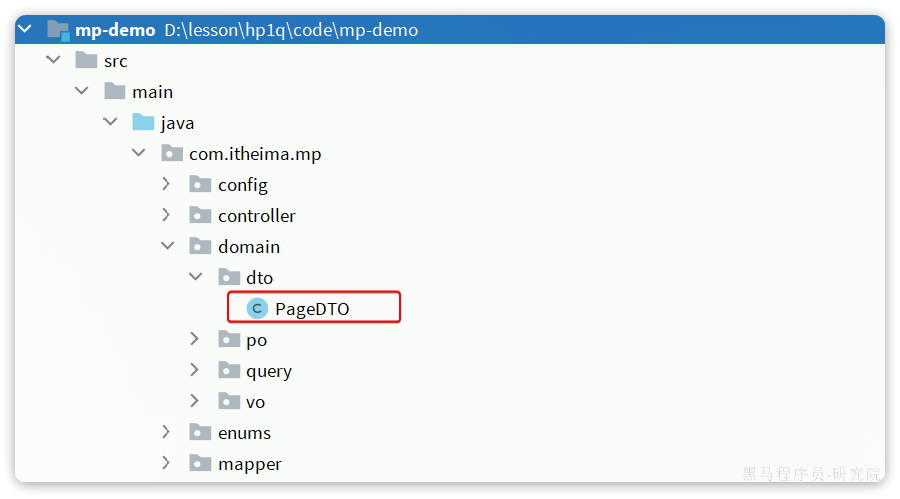 mp-demo D:\lesson\hp1q\code\mp-demo
src
main
java
com.itheima.mp
config
controller
domain
dto
C PageDTO
po
query
vo
enums
mapper
黑马程序员-研究院